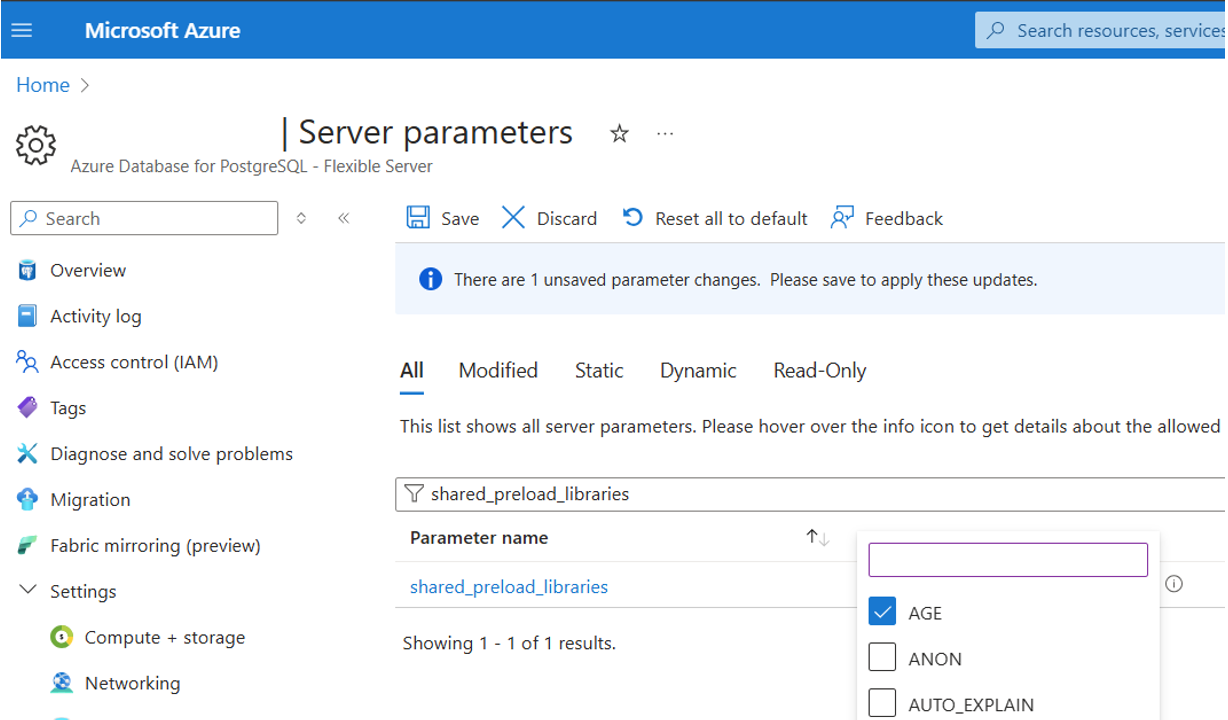 Microsoft Azure
Search resources, services
Home
| Server parameters
Azure Database for PostgreSQL - Flexible Server
Search
Overview
Activity log
Access control (IAM)
Tags
Diagnose and solve problems
Migration
Fabric mirroring (preview)
Settings
Compute + storage
Networking
Save
Discard
Reset all to default
Feedback
There are 1 unsaved parameter changes. Please save to apply these updates.
All
Modified
Static
Dynamic
Read-Only
This list shows all server parameters. Please hover over the info icon to get details about the allowed
shared_preload_libraries
Parameter name
shared_preload_libraries
Showing 1 - 1 of 1 results.
AGE
ANON
AUTO_EXPLAIN